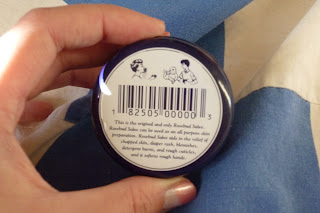 1 82505 00000 3
This is the original and only Rosebud Salve.
Rosebud Salve can be used as an all purpose skin
preparation. Rosebud Salve aids in the relief of
chapped skin, diaper rash, blemishes,
detergent burns, and rough cuticles,
and it softens rough hands.